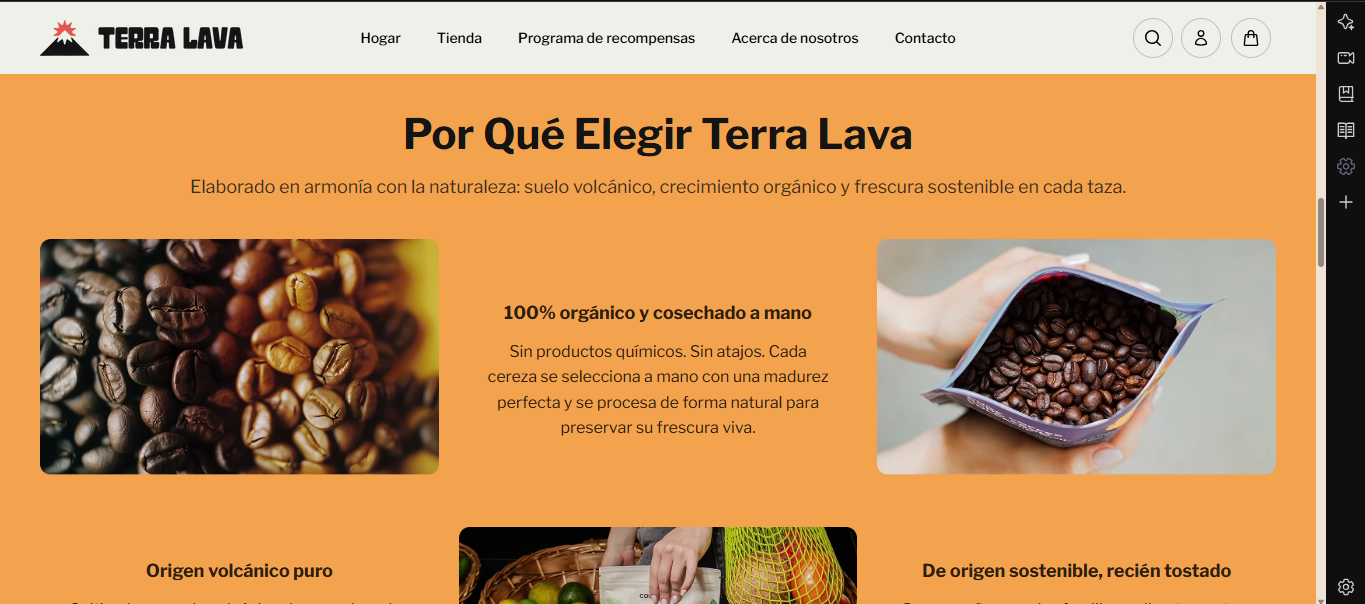 TERRA LAVA
Hogar
Tienda
Programa de recompensas
Acerca de nosotros
Contacto
Por Qué Elegir Terra Lava
Elaborado en armonía con la naturaleza: suelo volcánico, crecimiento orgánico y frescura sostenible en cada taza.
100% orgánico y cosechado a mano
Sin productos químicos. Sin atajos. Cada
cereza se selecciona a mano con una madurez
perfecta y se procesa de forma natural para
preservar su frescura viva.
Origen volcánico puro
De origen sostenible, recién tostado